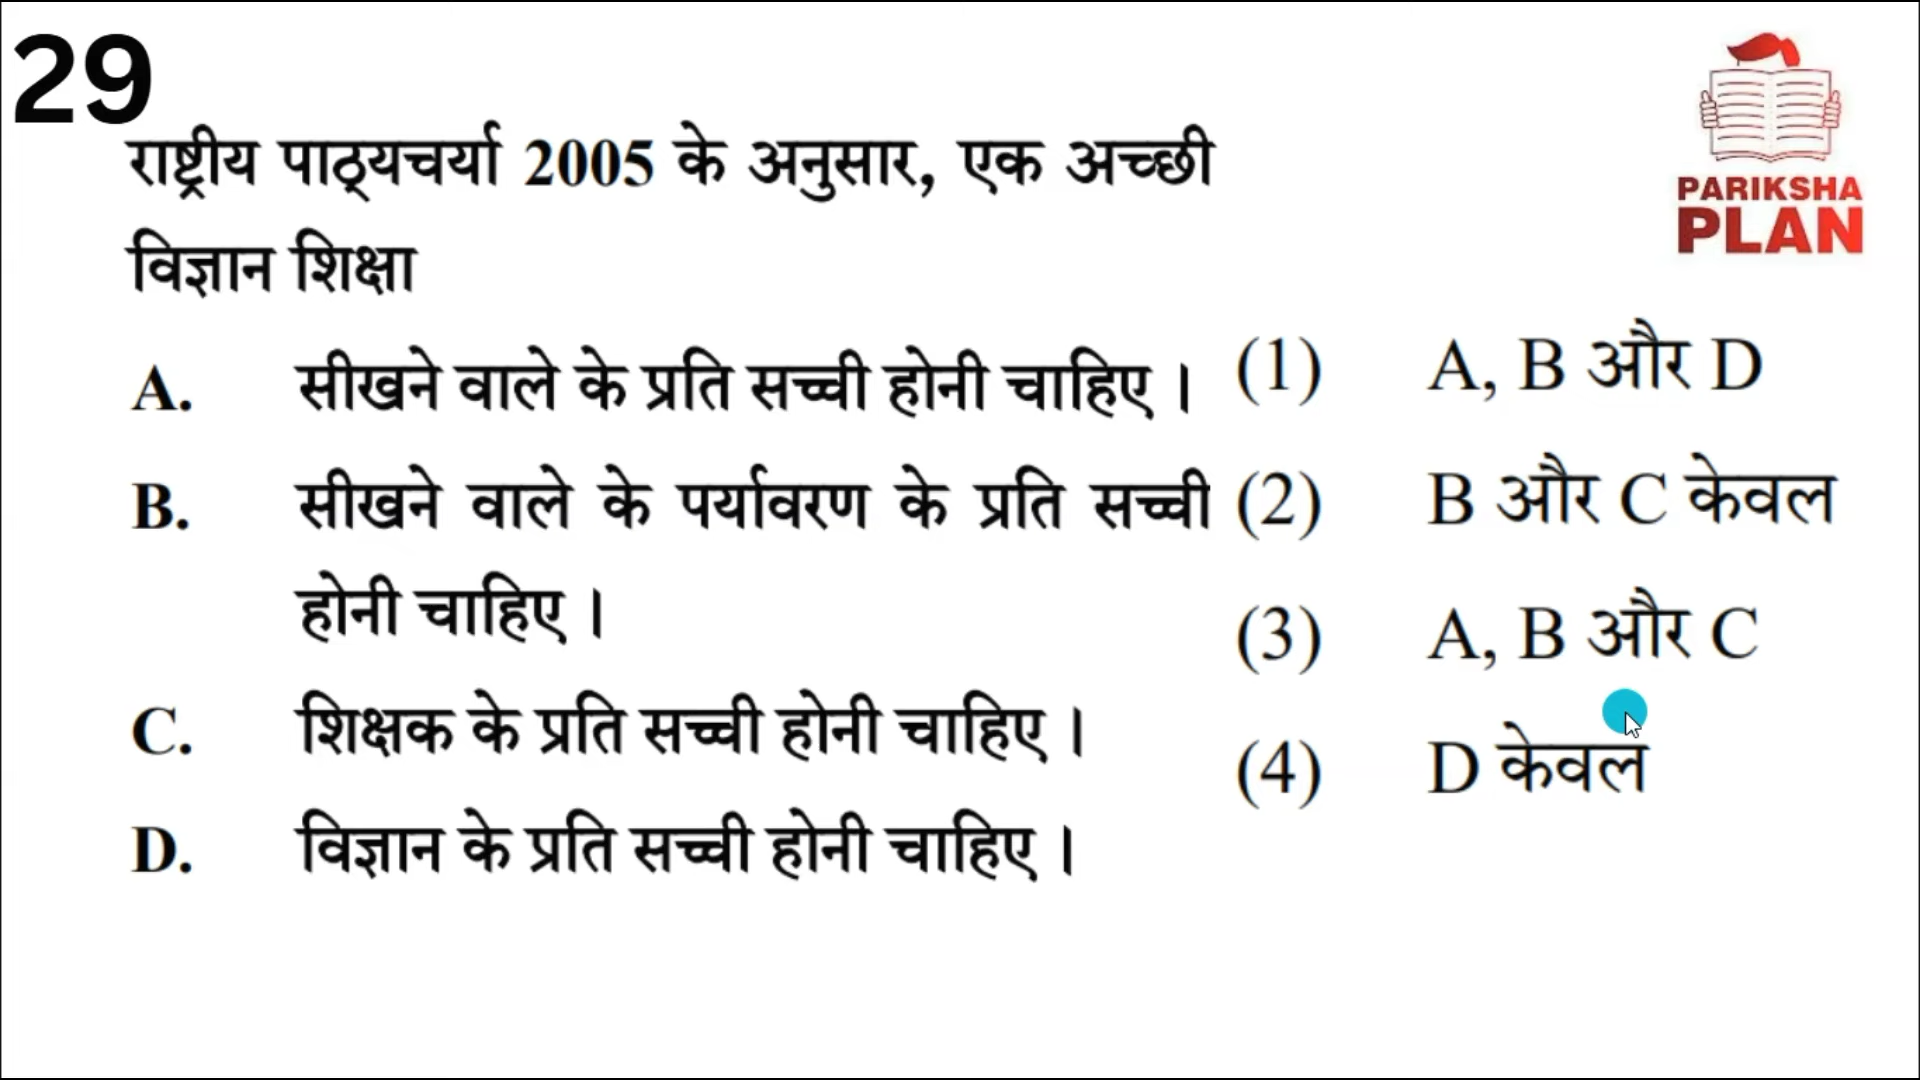 29
राष्ट्रीय पाठ्यचर्या 2005 के अनुसार, एक अच्छी
विज्ञान शिक्षा
A. सीखने वाले के प्रति सच्ची होनी चाहिए ।
B. सीखने वाले के पर्यावरण के प्रति सच्ची
होनी चाहिए ।
C. शिक्षक के प्रति सच्ची होनी चाहिए ।
D. विज्ञान के प्रति सच्ची होनी चाहिए ।
PARIKSHA
PLAN
(1) A, B और D
(2) B और C केवल
(3) A, B और C
(4) D केवल